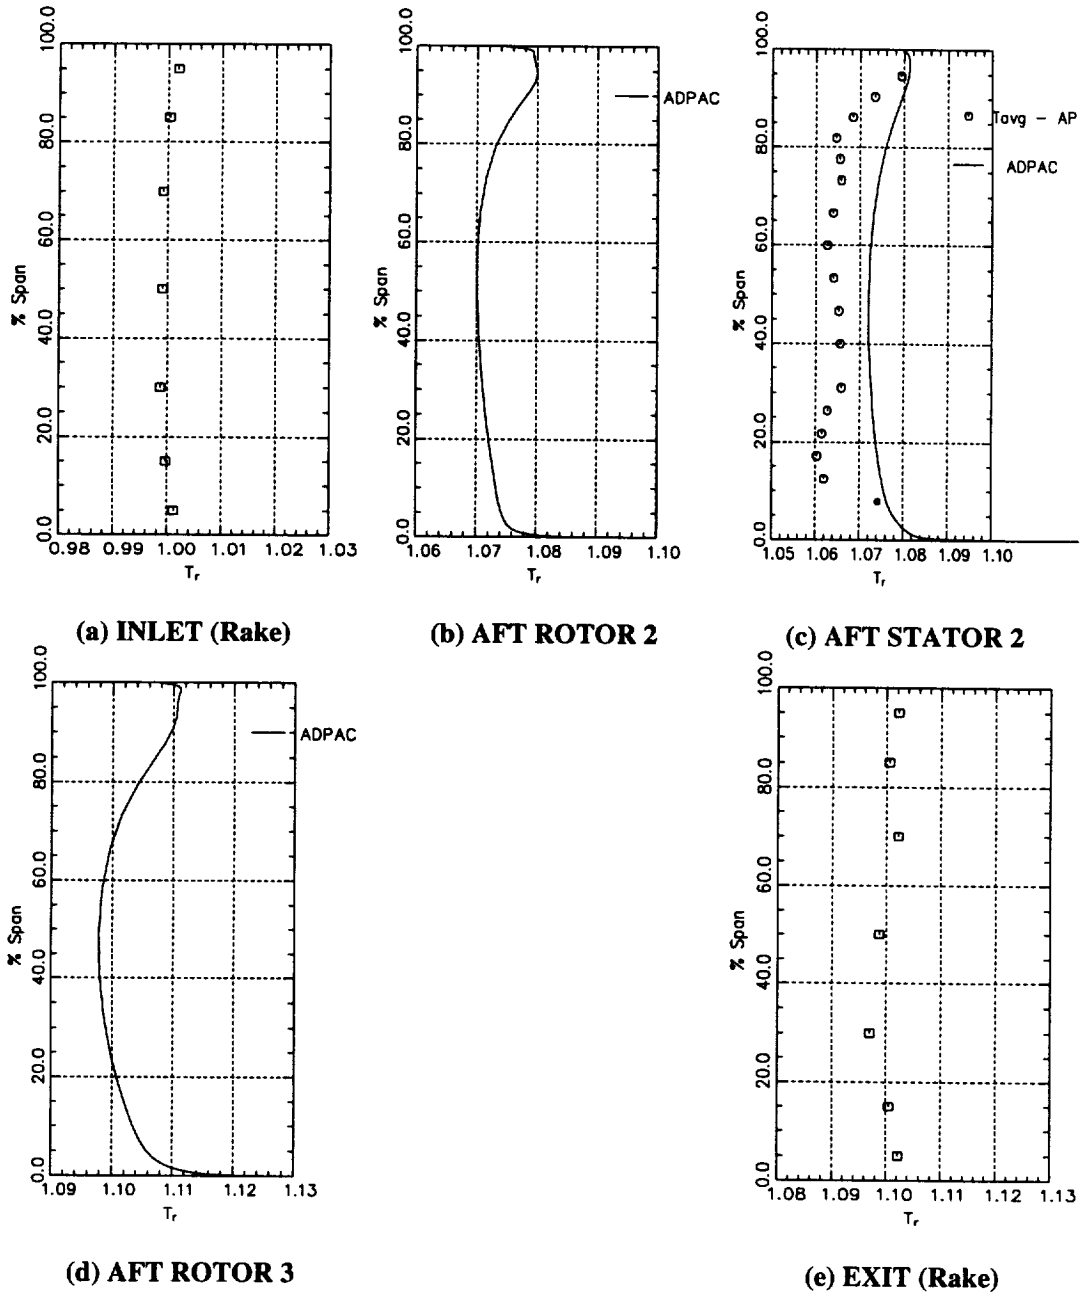 100.0
80.0
60.0
% Span
40.0
20.0
0.0
0.98 0.99 1.00 1.01 1.02 1.03
Tr
(a) INLET (Rake)
100.0
80.0
60.0
% Span
40.0
20.0
0.0
ADPAC
1.06 1.07 1.08 1.09 1.10
Tr
(b) AFT ROTOR 2
100.0
80.0
60.0
% Span
40.0
20.0
0.0
Tavg - AP
ADPAC
1.05 1.06 1.07 1.08 1.09 1.10
Tr
(c) AFT STATOR 2
100.0
80.0
60.0
% Span
40.0
20.0
0.0
ADPAC
1.09 1.10 1.11 1.12 1.13
Tr
(d) AFT ROTOR 3
100.0
80.0
60.0
% Span
40.0
20.0
0.0
1.08 1.09 1.10 1.11 1.12 1.13
Tr
(e) EXIT (Rake)